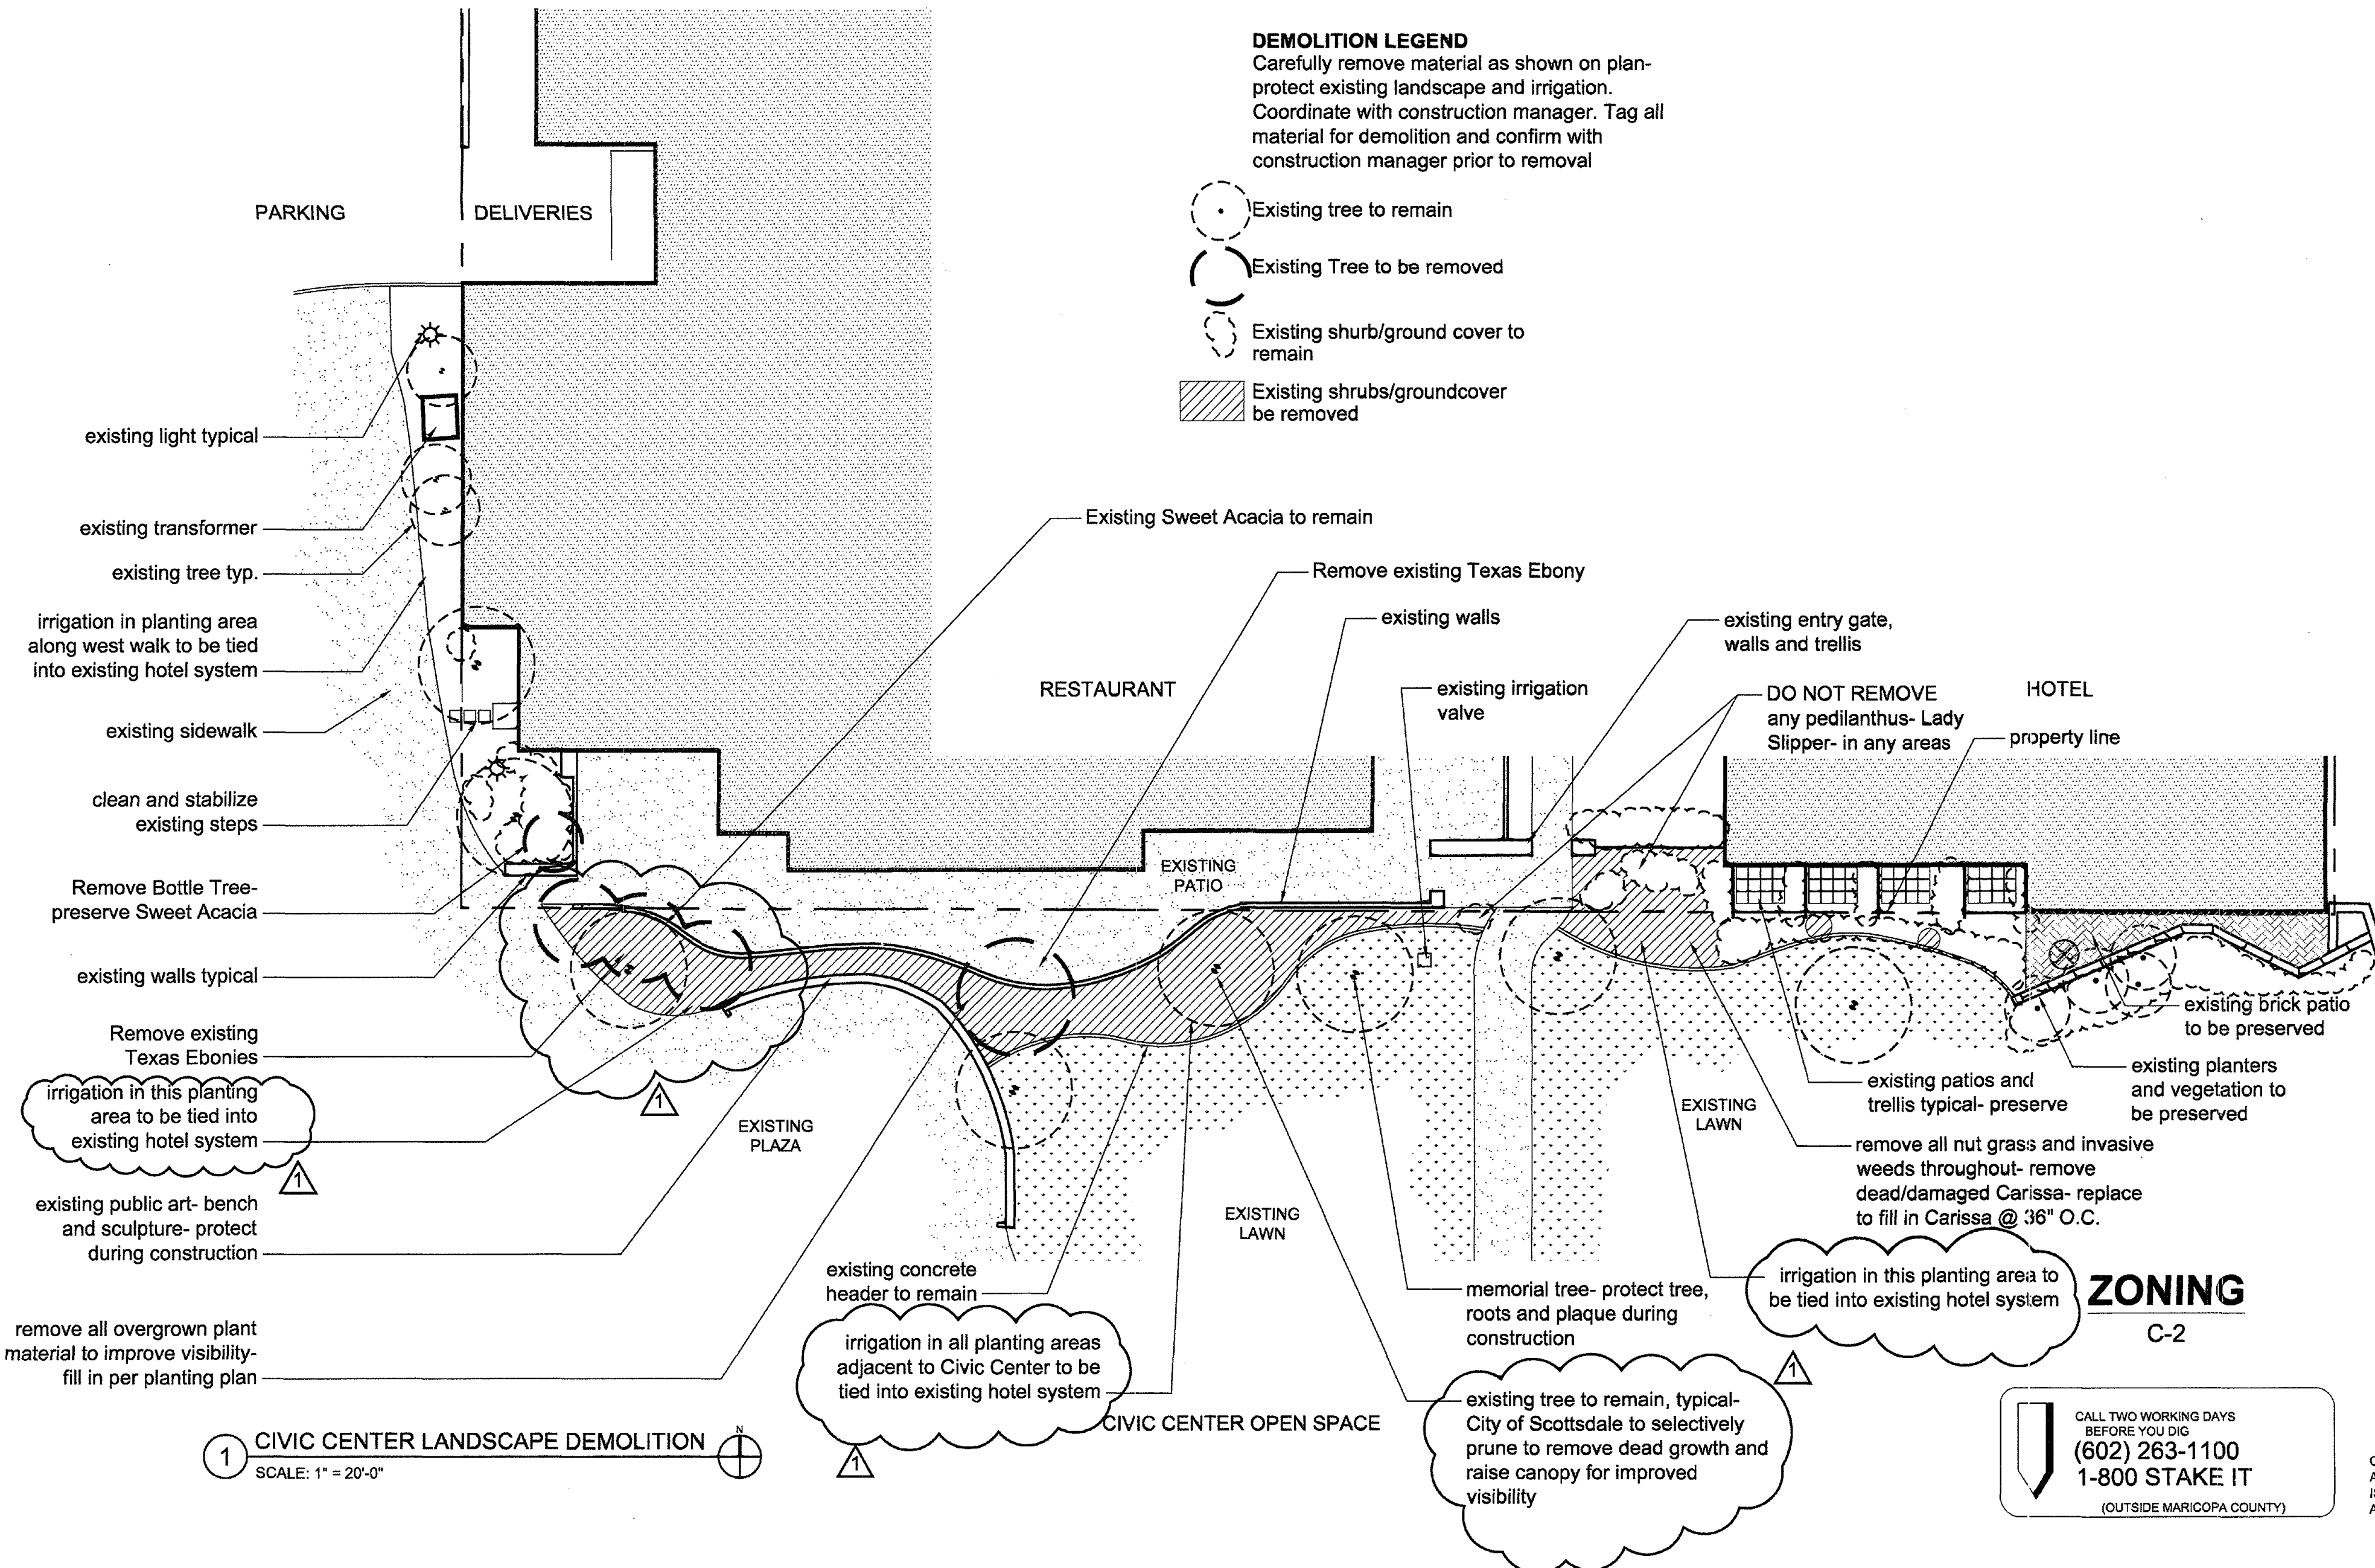 DEMOLITION LEGEND
Carefully remove material as shown on plan-
protect existing landscape and irrigation.
Coordinate with construction manager. Tag all
material for demolition and confirm with
construction manager prior to removal
Existing tree to remain
Existing Tree to be removed
Existing shurb/ground cover to
remain
Existing shrubs/groundcover
be removed
PARKING
DELIVERIES
existing light typical
existing transformer
existing tree typ.
irrigation in planting area
along west walk to be tied
into existing hotel system
existing sidewalk
clean and stabilize
existing steps
Remove Bottle Tree-
preserve Sweet Acacia
existing walls typical
Remove existing
Texas Ebonies
irrigation in this planting
area to be tied into
existing hotel system
1
existing public art- bench
and sculpture- protect
during construction
remove all overgrown plant
material to improve visibility-
fill in per planting plan
Existing Sweet Acacia to remain
Remove existing Texas Ebony
existing walls
existing entry gate,
walls and trellis
RESTAURANT
existing irrigation
valve
DO NOT REMOVE
any pedilanthus- Lady
Slipper- in any areas
HOTEL
property line
EXISTING
PATIO
1
EXISTING
PLAZA
EXISTING
LAWN
EXISTING
LAWN
existing brick patio
to be preserved
existing planters
and vegetation to
be preserved
existing patios and
trellis typical- preserve
remove all nut grass and invasive
weeds throughout- remove
dead/damaged Carissa- replace
to fill in Carissa @ 36" O.C.
existing concrete
header to remain
irrigation in all planting areas
adjacent to Civic Center to be
tied into existing hotel system
1
CIVIC CENTER OPEN SPACE
memorial tree- protect tree,
roots and plaque during
construction
irrigation in this planting area to
be tied into existing hotel system
1
existing tree to remain, typical-
City of Scottsdale to selectively
prune to remove dead growth and
raise canopy for improved
visibility
ZONING
C-2
1
CIVIC CENTER LANDSCAPE DEMOLITION
SCALE: 1" = 20'-0"
N
CALL TWO WORKING DAYS
BEFORE YOU DIG
(602) 263-1100
1-800 STAKE IT
(OUTSIDE MARICOPA COUNTY)